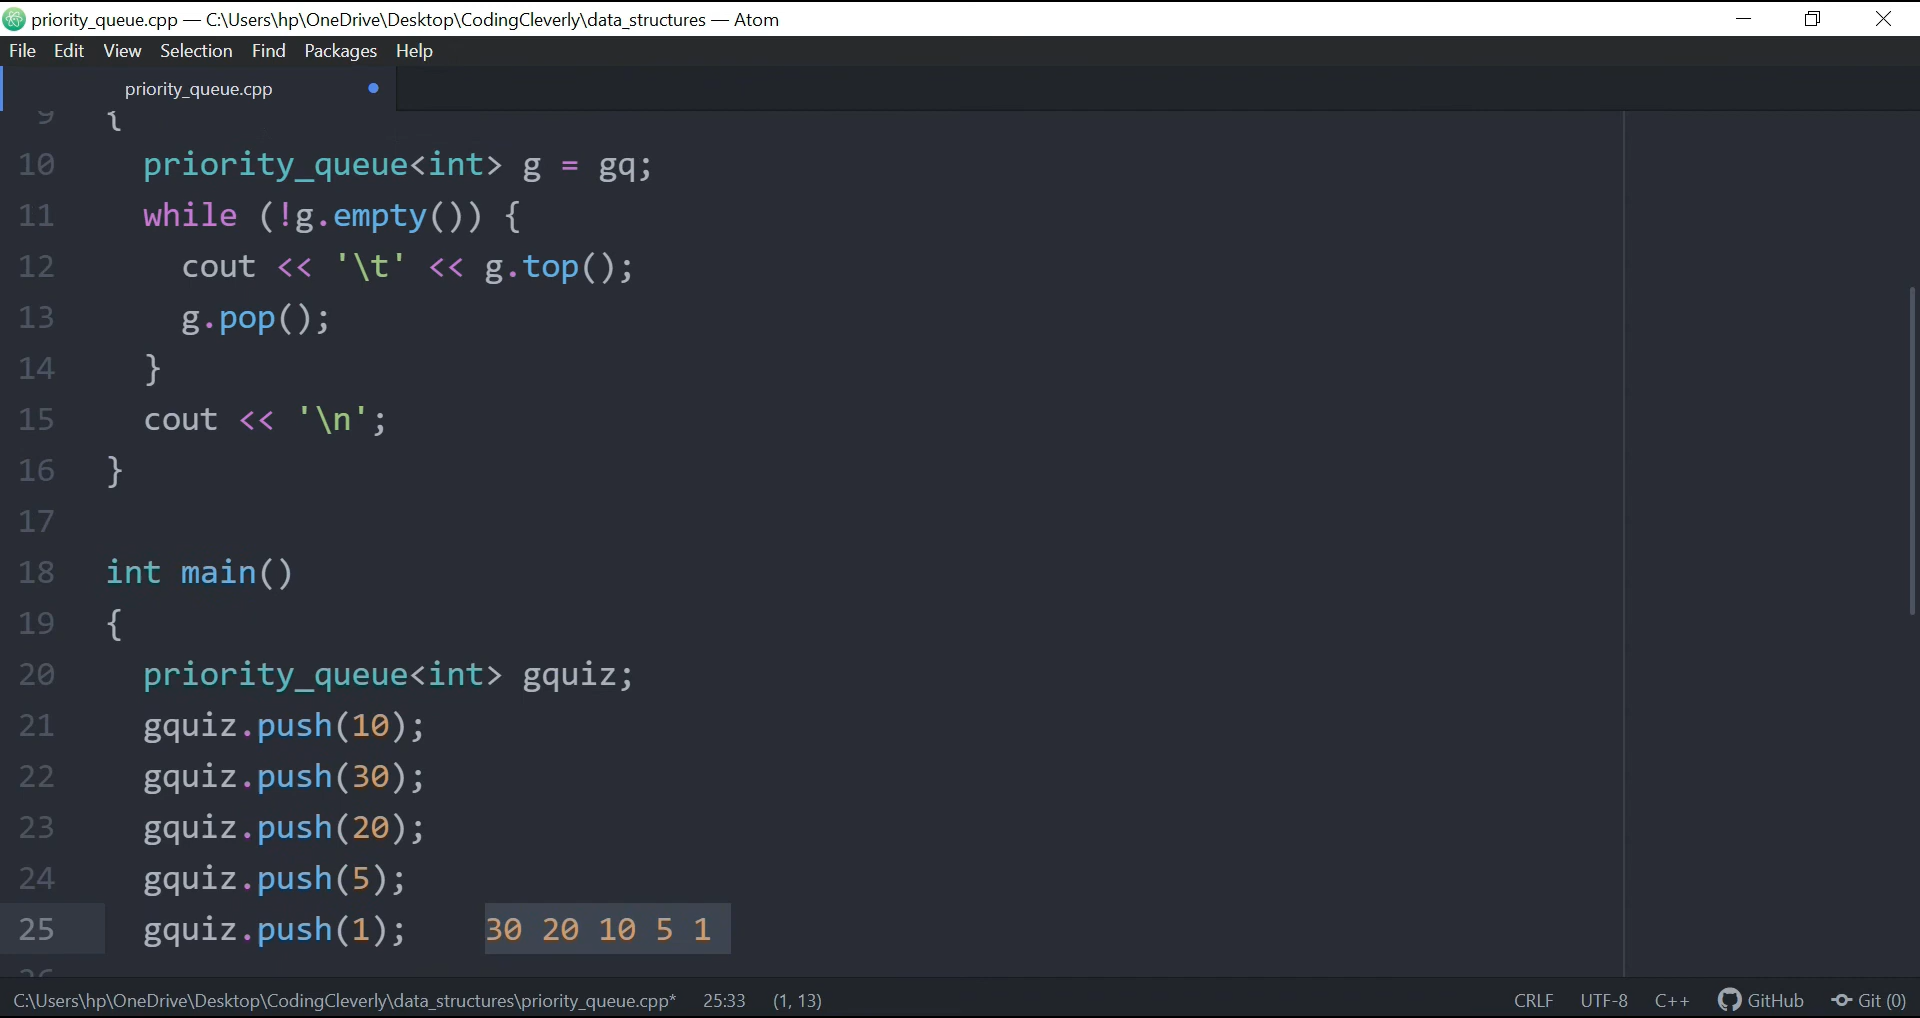 priority_queue.cpp — C:\Users\hp\OneDrive\Desktop\CodingCleverly\data_structures — Atom
File Edit View Selection Find Packages Help
priority_queue.cpp
9 {
10 priority_queue<int> g = gq;
11 while (!g.empty()) {
12 cout << '\t' << g.top();
13 g.pop();
14 }
15 cout << '\n';
16 }
17
18 int main()
19 {
20 priority_queue<int> gquiz;
21 gquiz.push(10);
22 gquiz.push(30);
23 gquiz.push(20);
24 gquiz.push(5);
25 gquiz.push(1); 30 20 10 5 1
26
C:\Users\hp\OneDrive\Desktop\CodingCleverly\data_structures\priority_queue.cpp* 25:33 (1, 13) CRLF UTF-8 C++ GitHub Git (0)